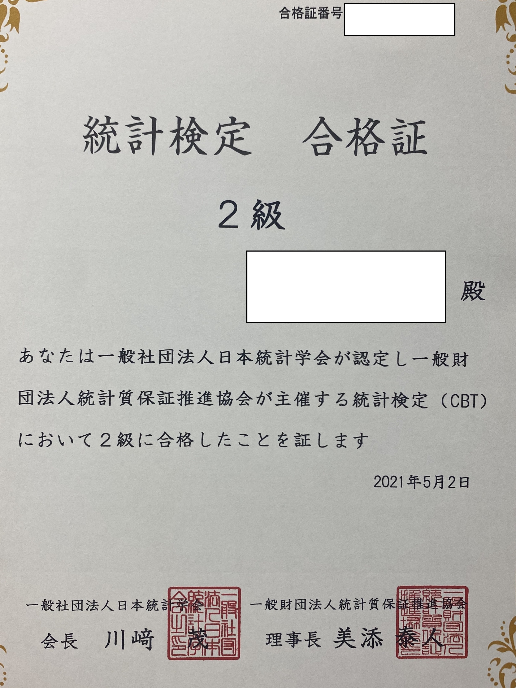 合格証番号
統計検定　合格証
２級
殿
あなたは一般社団法人日本統計学会が認定し一般財
団法人統計質保証推進協会が主催する統計検定（CBT）
において２級に合格したことを証します
2021年5月2日
一般社団法人日本統計学会　一般財団法人統計質保証推進協会
会長　川﨑　茂　理事長　美添　泰人